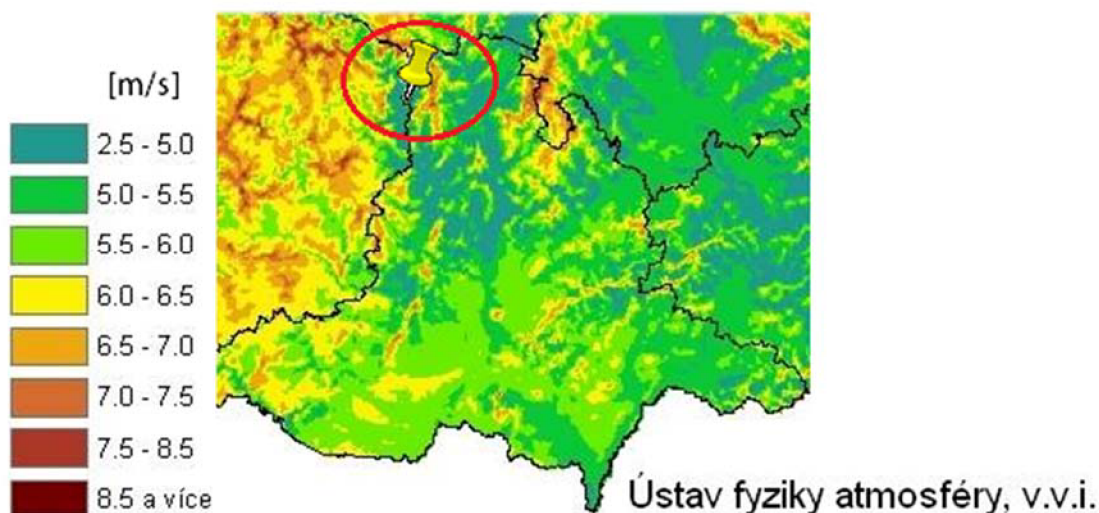 [m/s]
2.5 - 5.0
5.0 - 5.5
5.5 - 6.0
6.0 - 6.5
6.5 - 7.0
7.0 - 7.5
7.5 - 8.5
8.5 a více
Ústav fyziky atmosféry, v.v.i.